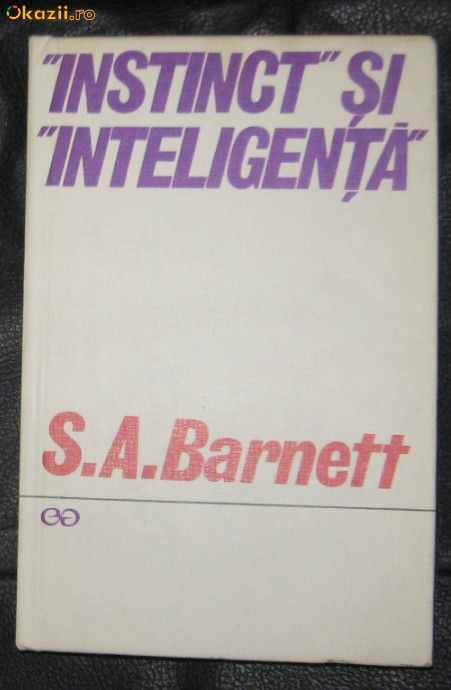 Okazii.ro
"INSTINCT" ȘI
"INTELIGENȚĂ"
S.A.Barnett